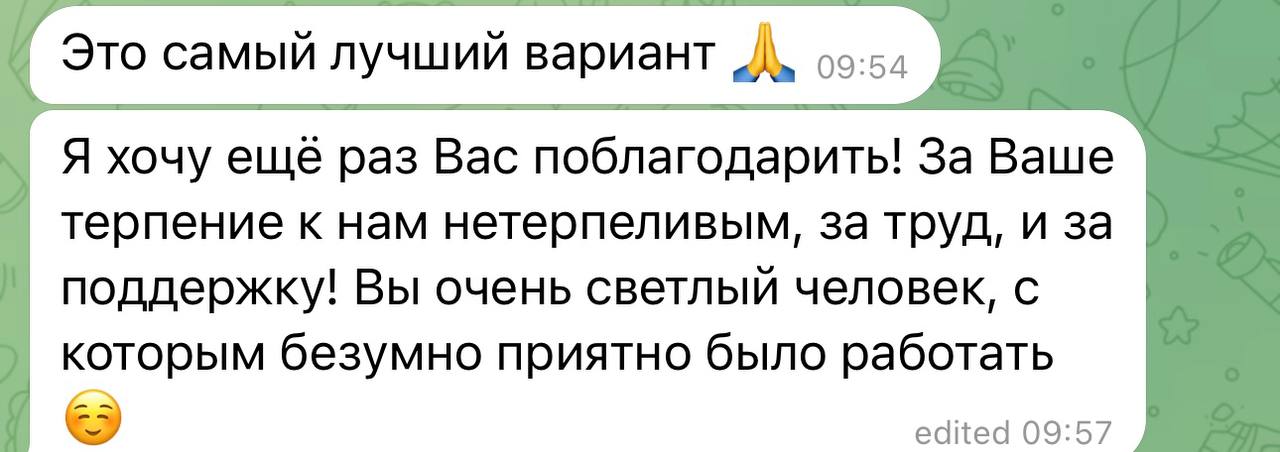 Это самый лучший вариант 🙏 09:54
Я хочу ещё раз Вас поблагодарить! За Ваше
терпение к нам нетерпеливым, за труд, и за
поддержку! Вы очень светлый человек, с
которым безумно приятно было работать
☺️ edited 09:57